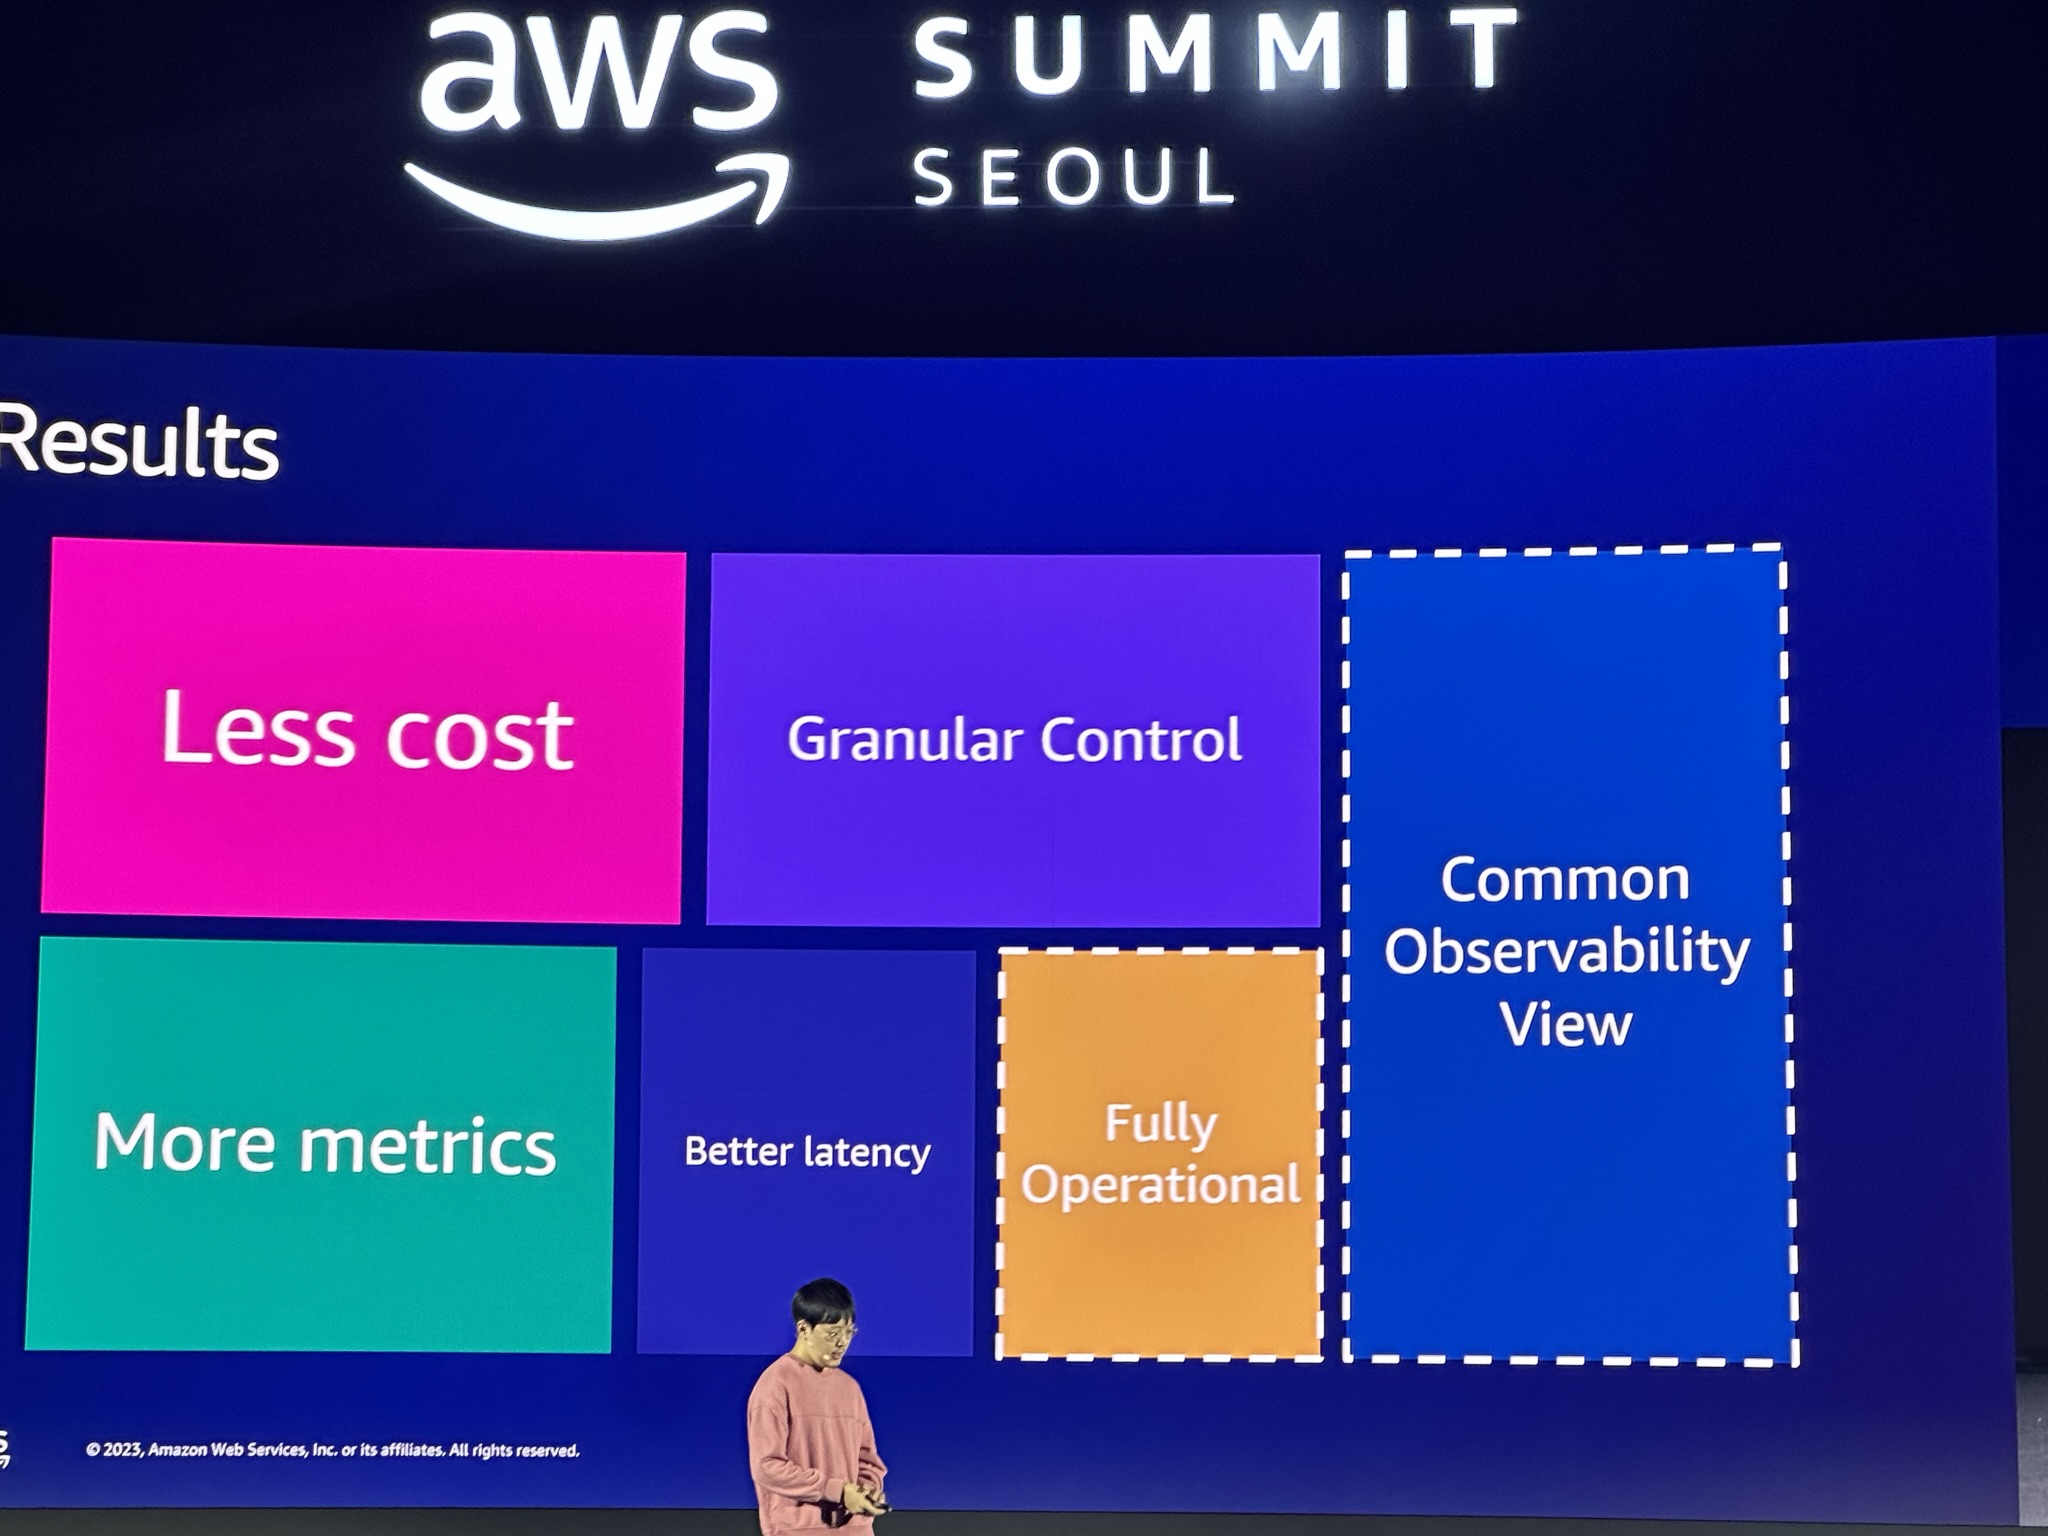 aws
SUMMIT
SEOUL
Results
Less cost
Granular Control
Common
Observability
View
More metrics
Better latency
Fully
Operational
© 2023, Amazon Web Services, Inc. or its affiliates. All rights reserved.